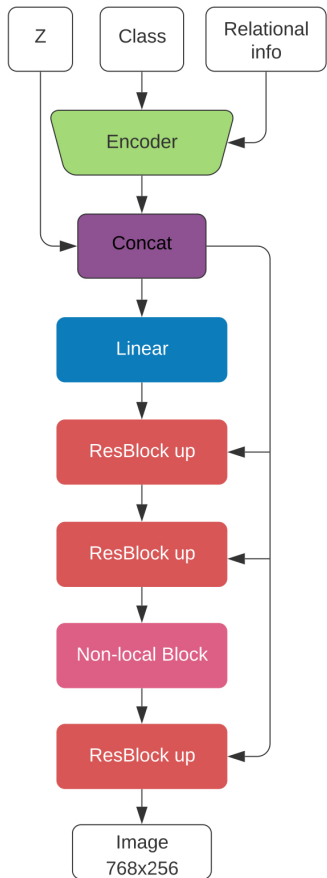 Z
Class
Relational
info
Encoder
Concat
Linear
ResBlock up
ResBlock up
Non-local Block
ResBlock up
Image
768x256